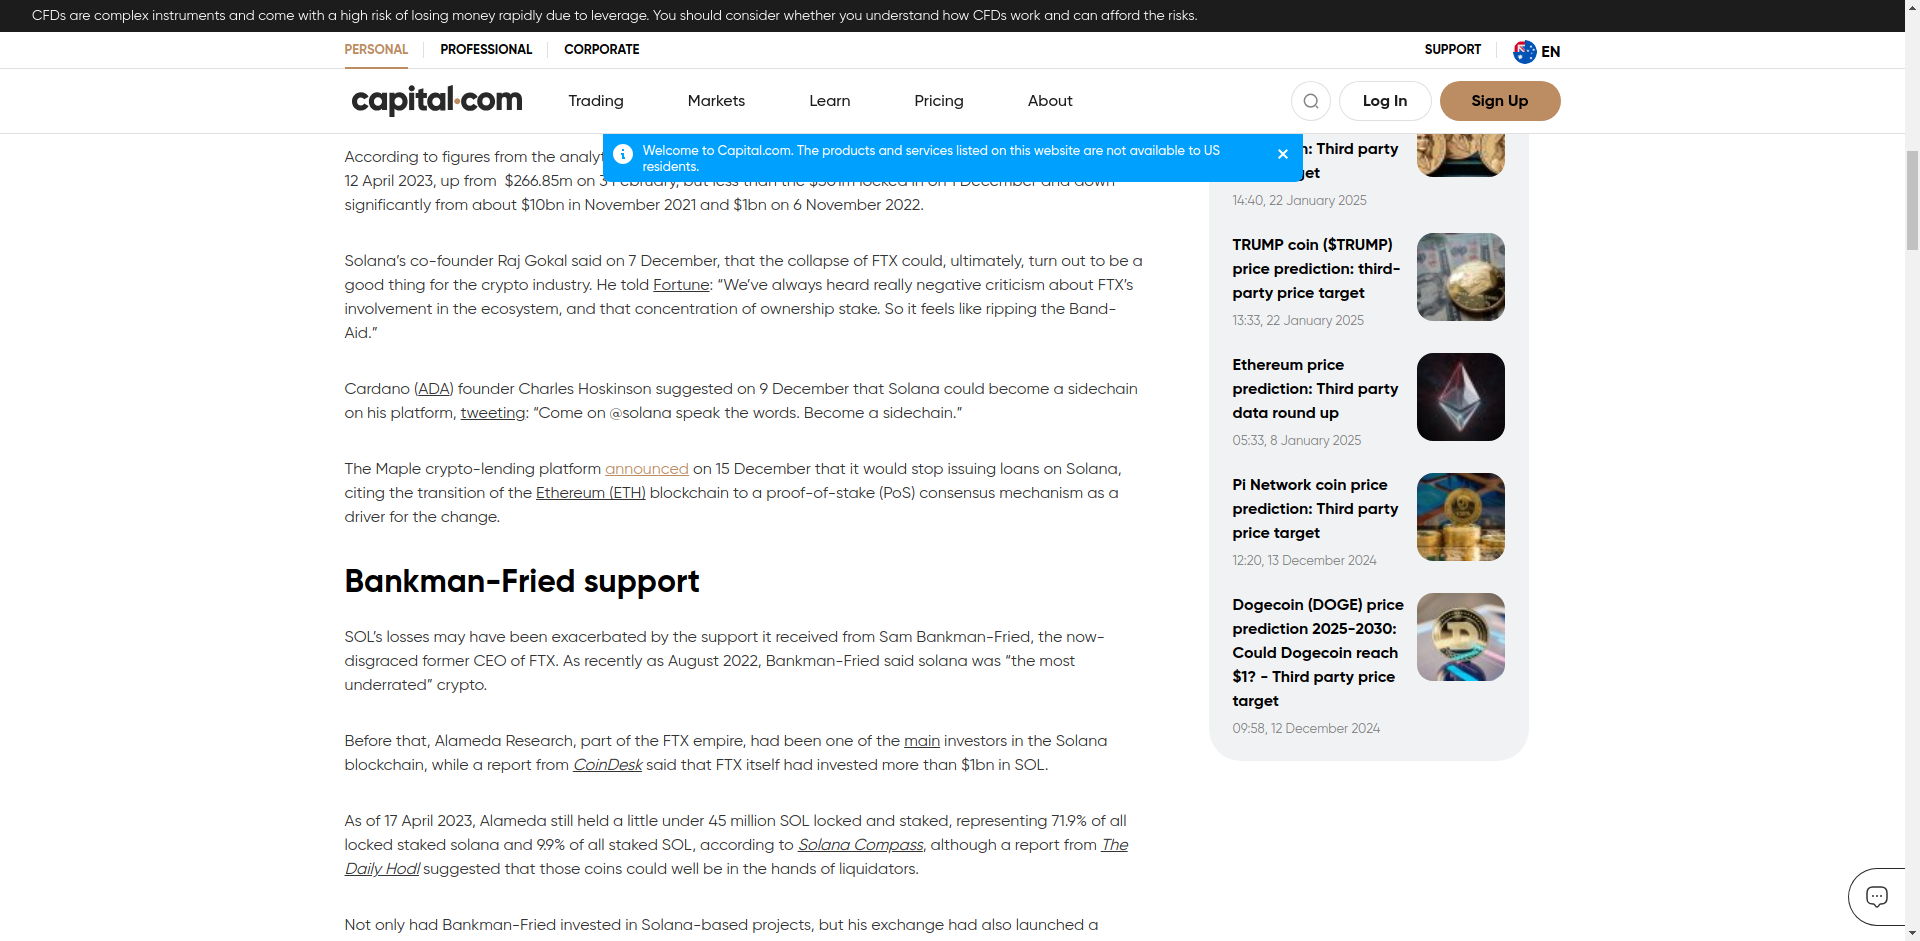 CFDs are complex instruments and come with a high risk of losing money rapidly due to leverage. You should consider whether you understand how CFDs work and can afford the risks.
PERSONAL
PROFESSIONAL
CORPORATE
SUPPORT
EN
capital.com
Trading
Markets
Learn
Pricing
About
Log In
Sign Up
Welcome to Capital.com. The products and services listed on this website are not available to US
residents.
According to figures from the
12 April 2023, up from $266.85m on 3 February, but less than the $301m locked in on 1 December and down
significantly from about $10bn in November 2021 and $1bn on 6 November 2022.
Solana’s co-founder Raj Gokal said on 7 December, that the collapse of FTX could, ultimately, turn out to be a
good thing for the crypto industry. He told Fortune: “We’ve always heard really negative criticism about FTX’s
involvement in the ecosystem, and that concentration of ownership stake. So it feels like ripping the Band-
Aid.”
Cardano (ADA) founder Charles Hoskinson suggested on 9 December that Solana could become a sidechain
on his platform, tweeting: “Come on @solana speak the words. Become a sidechain.”
The Maple crypto-lending platform announced on 15 December that it would stop issuing loans on Solana,
citing the transition of the Ethereum (ETH) blockchain to a proof-of-stake (PoS) consensus mechanism as a
driver for the change.
Bankman-Fried support
SOL’s losses may have been exacerbated by the support it received from Sam Bankman-Fried, the now-
disgraced former CEO of FTX. As recently as August 2022, Bankman-Fried said solana was “the most
underrated” crypto.
Before that, Alameda Research, part of the FTX empire, had been one of the main investors in the Solana
blockchain, while a report from CoinDesk said that FTX itself had invested more than $1bn in SOL.
As of 17 April 2023, Alameda still held a little under 45 million SOL locked and staked, representing 71.9% of all
locked staked solana and 9.9% of all staked SOL, according to Solana Compass, although a report from The
Daily Hodl suggested that those coins could well be in the hands of liquidators.
Not only had Bankman-Fried invested in Solana-based projects, but his exchange had also launched a
Third party
14:40, 22 January 2025
TRUMP coin ($TRUMP)
price prediction: third-
party price target
13:33, 22 January 2025
Ethereum price
prediction: Third party
data round up
05:33, 8 January 2025
Pi Network coin price
prediction: Third party
price target
12:20, 13 December 2024
Dogecoin (DOGE) price
prediction 2025-2030:
Could Dogecoin reach
$1? - Third party price
target
09:58, 12 December 2024